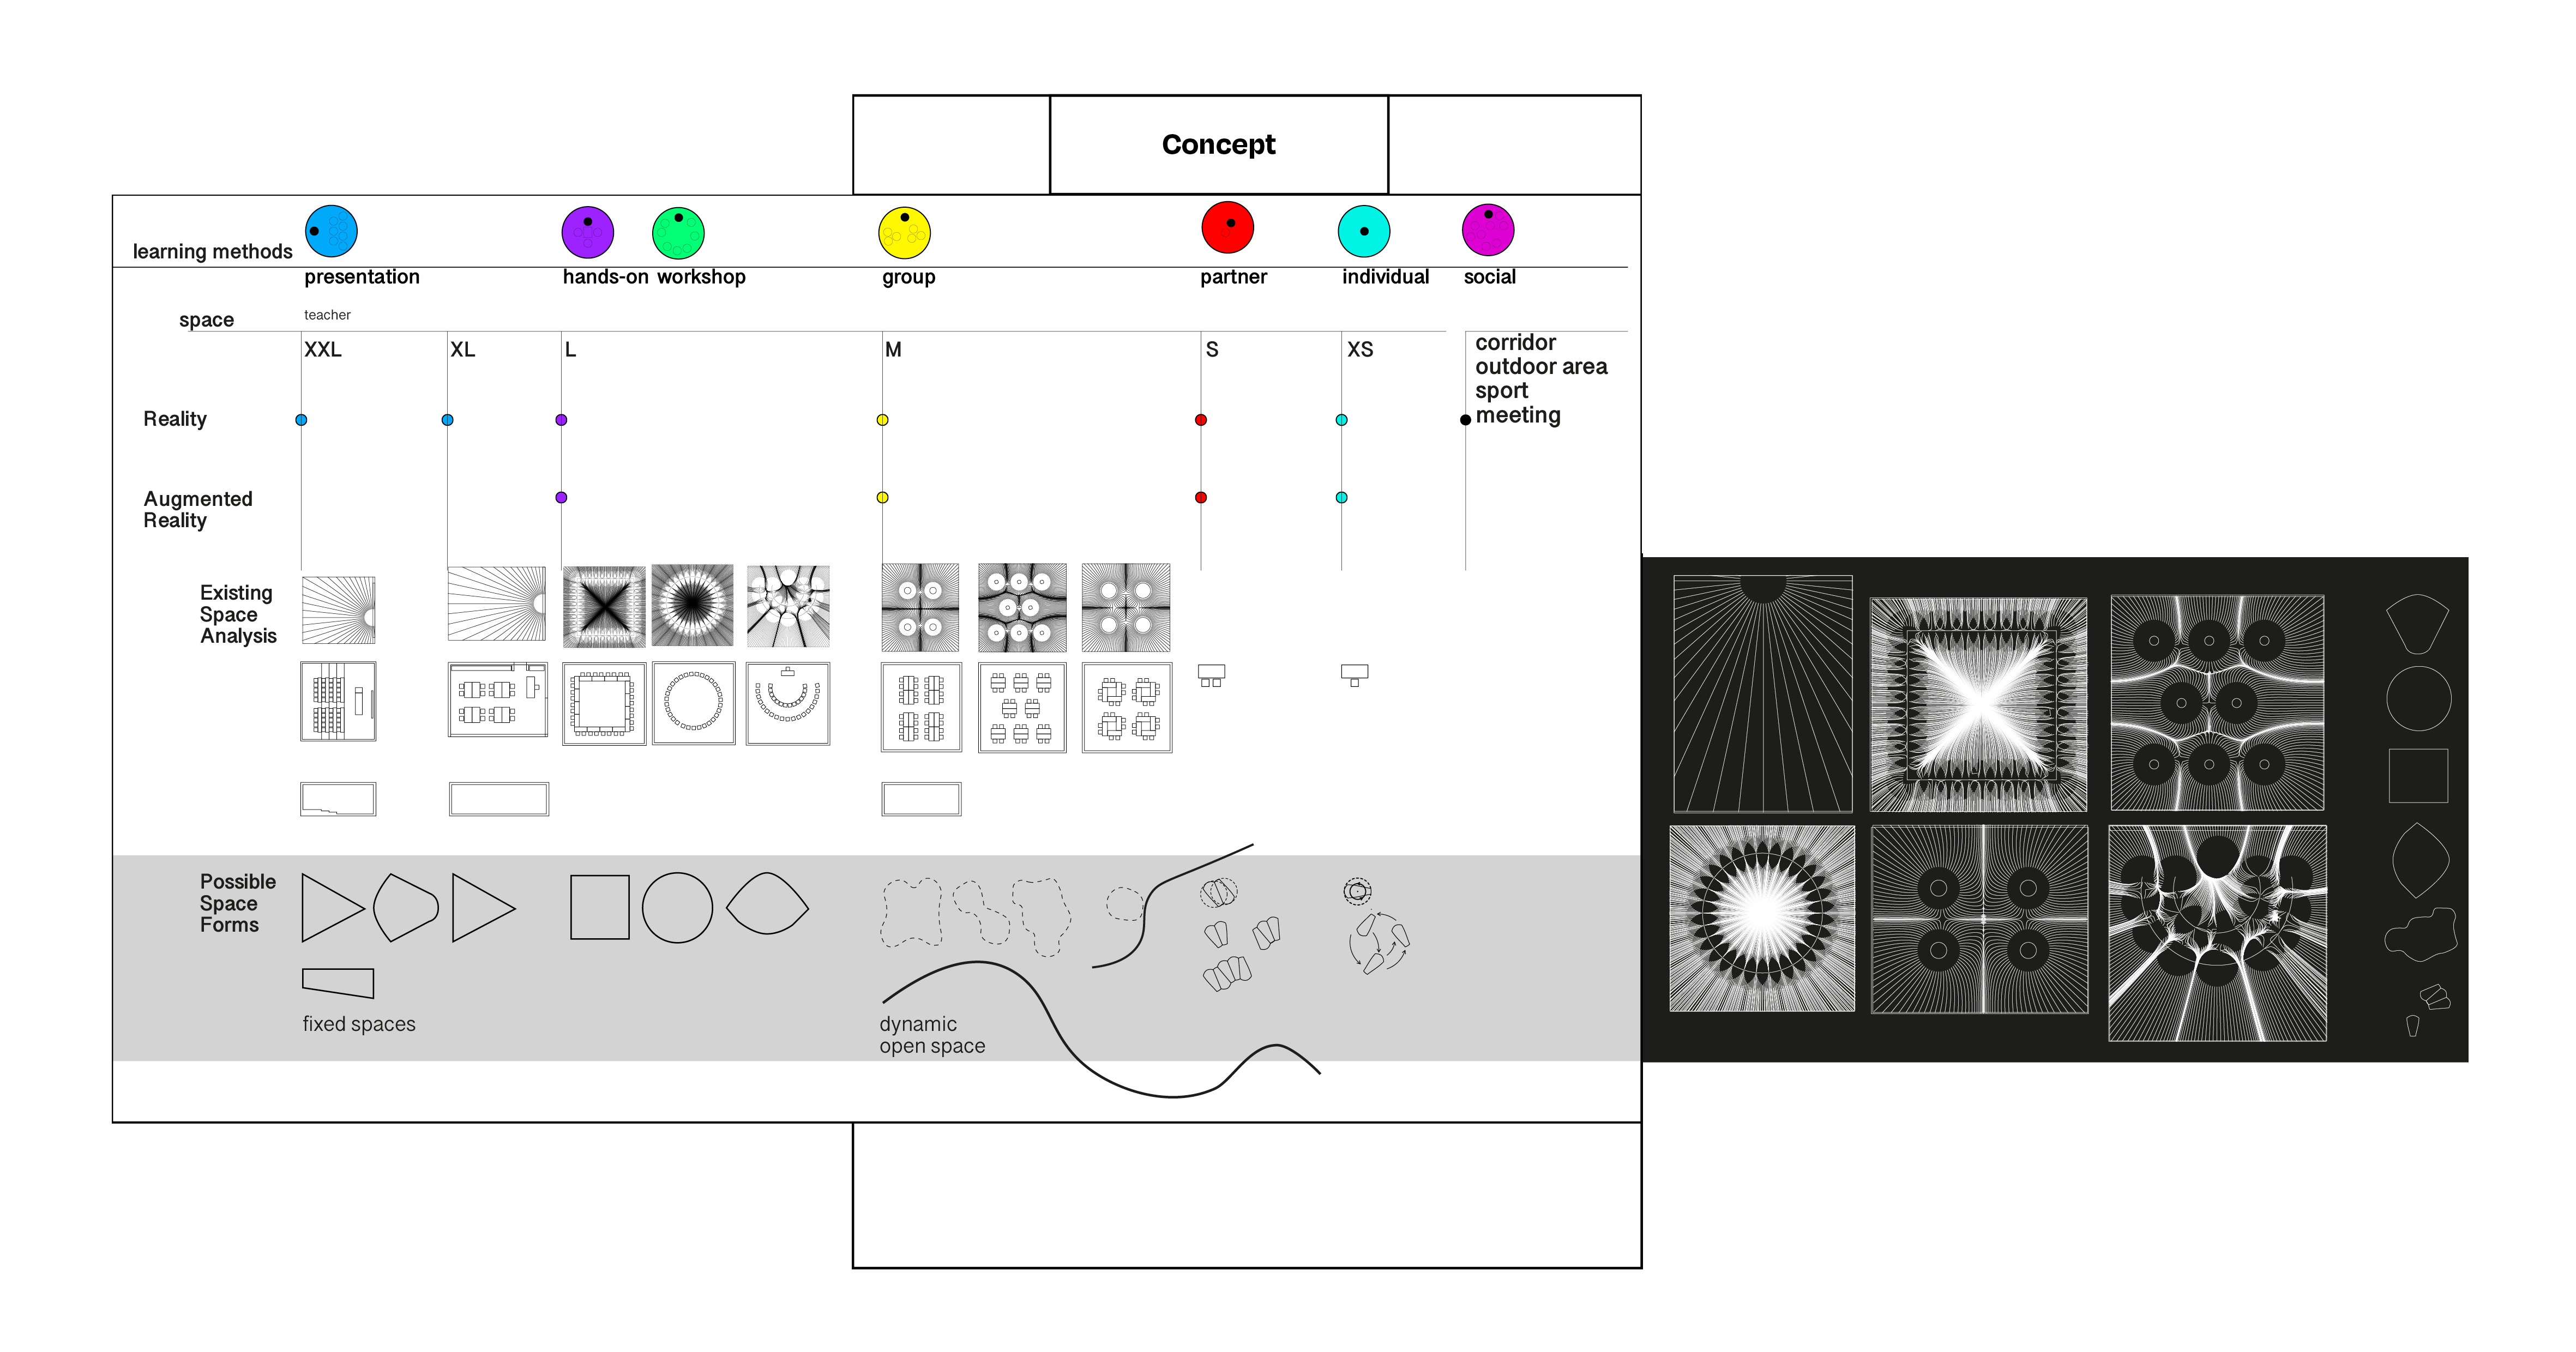 Concept
learning methods
presentation
hands-on
workshop
group
partner
individual
social
space
teacher
XXL
XL
L
M
S
XS
corridor
outdoor area
sport
meeting
Reality
Augmented
Reality
Existing
Space
Analysis
Possible
Space
Forms
fixed spaces
dynamic
open space